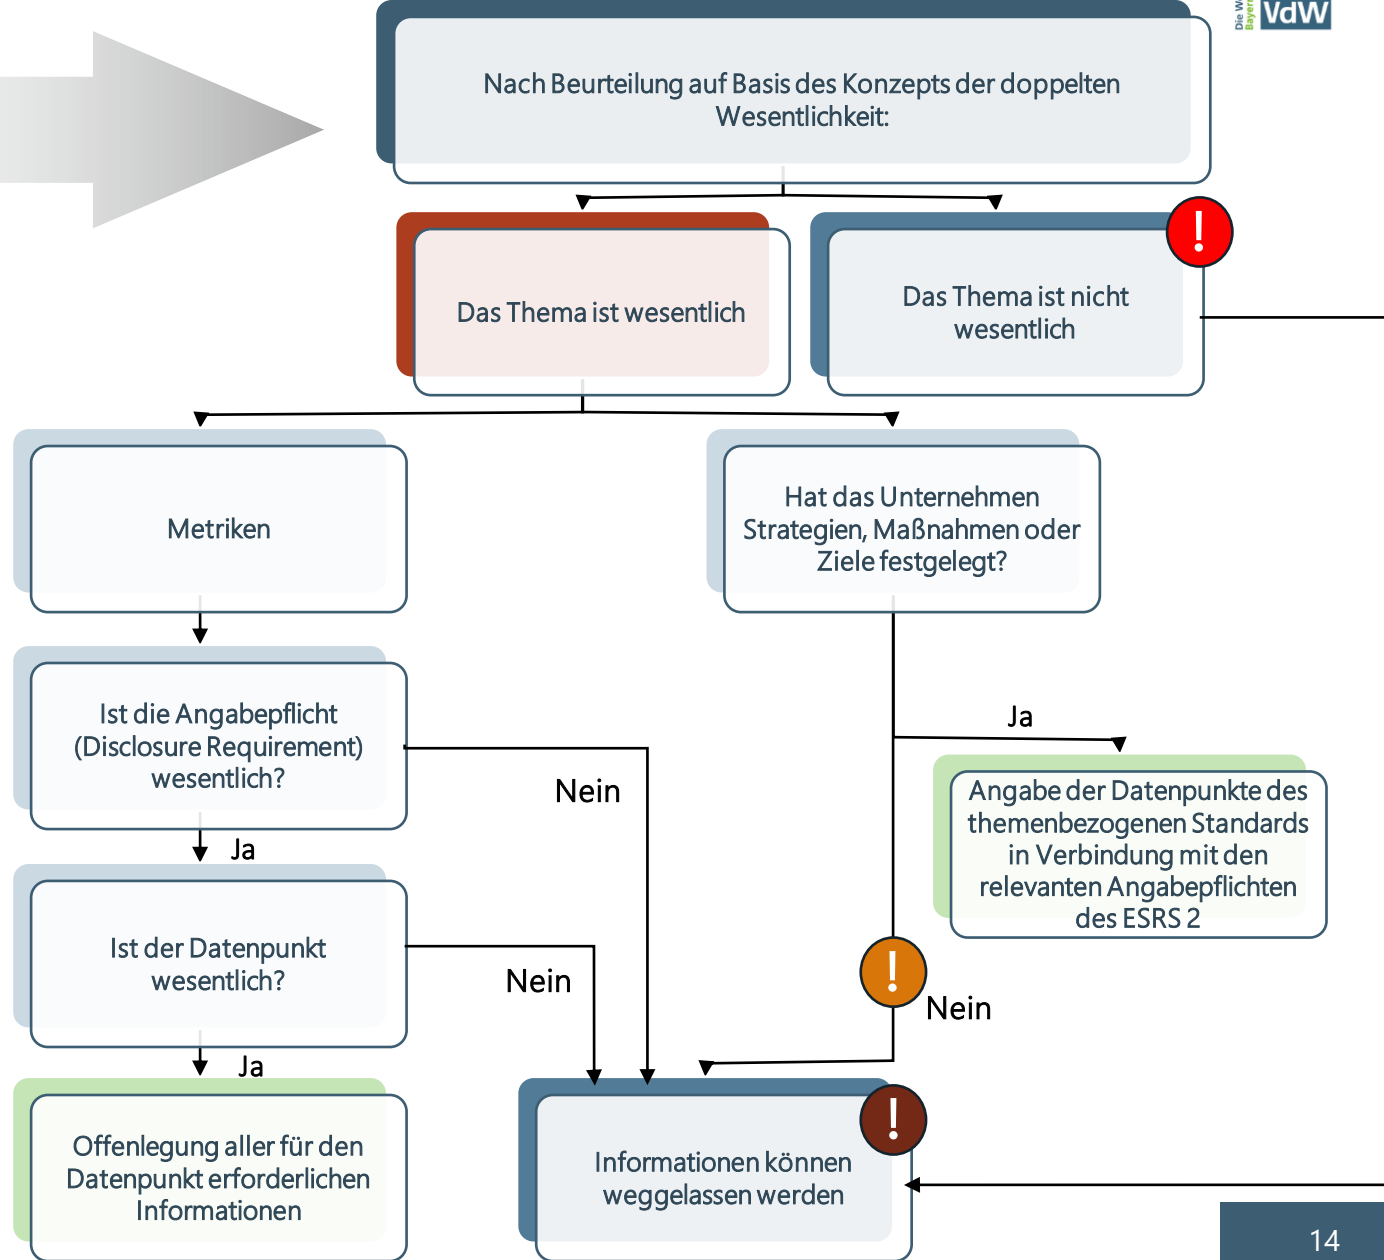 Die W
Bayern
VdW
Nach Beurteilung auf Basis des Konzepts der doppelten
Wesentlichkeit:
Das Thema ist wesentlich
!
Das Thema ist nicht
wesentlich
Metriken
Hat das Unternehmen
Strategien, Maßnahmen oder
Ziele festgelegt?
Ist die Angabepflicht
(Disclosure Requirement)
wesentlich?
Nein
Ja
Ja
Angabe der Datenpunkte des
themenbezogenen Standards
in Verbindung mit den
relevanten Angabepflichten
des ESRS 2
Ist der Datenpunkt
wesentlich?
Nein
!
Nein
Ja
Offenlegung aller für den
Datenpunkt erforderlichen
Informationen
!
Informationen können
weggelassen werden
14